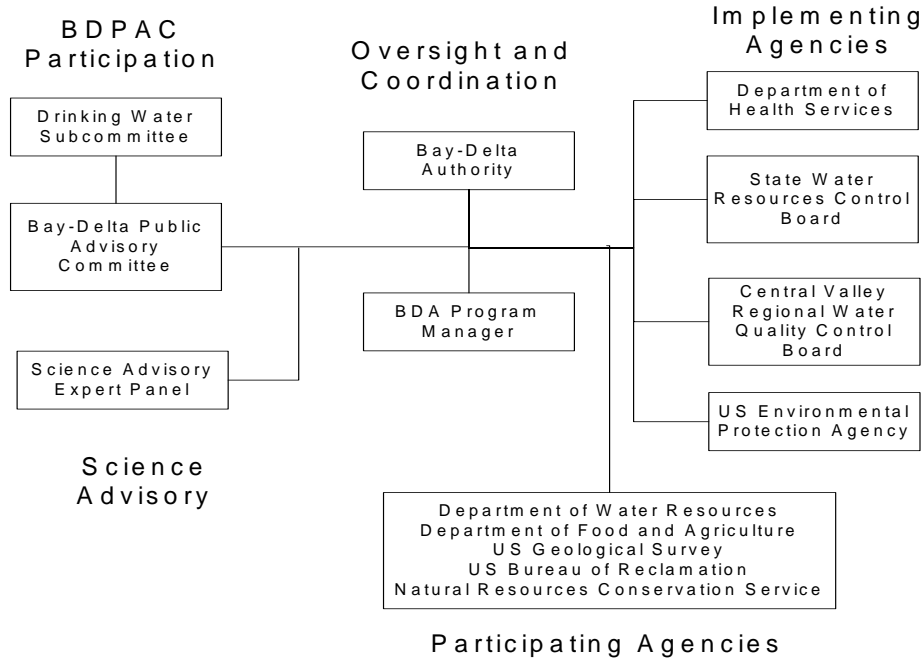 BDPAC
Participation
Drinking Water
Subcommittee
Bay-Delta Public
Advisory
Committee
Science Advisory
Expert Panel
Science
Advisory
Oversight and
Coordination
Bay-Delta
Authority
BDA Program
Manager
Implementing
Agencies
Department of
Health Services
State Water
Resources Control
Board
Central Valley
Regional Water
Quality Control
Board
US Environmental
Protection Agency
Department of Water Resources
Department of Food and Agriculture
US Geological Survey
US Bureau of Reclamation
Natural Resources Conservation Service
Participating Agencies